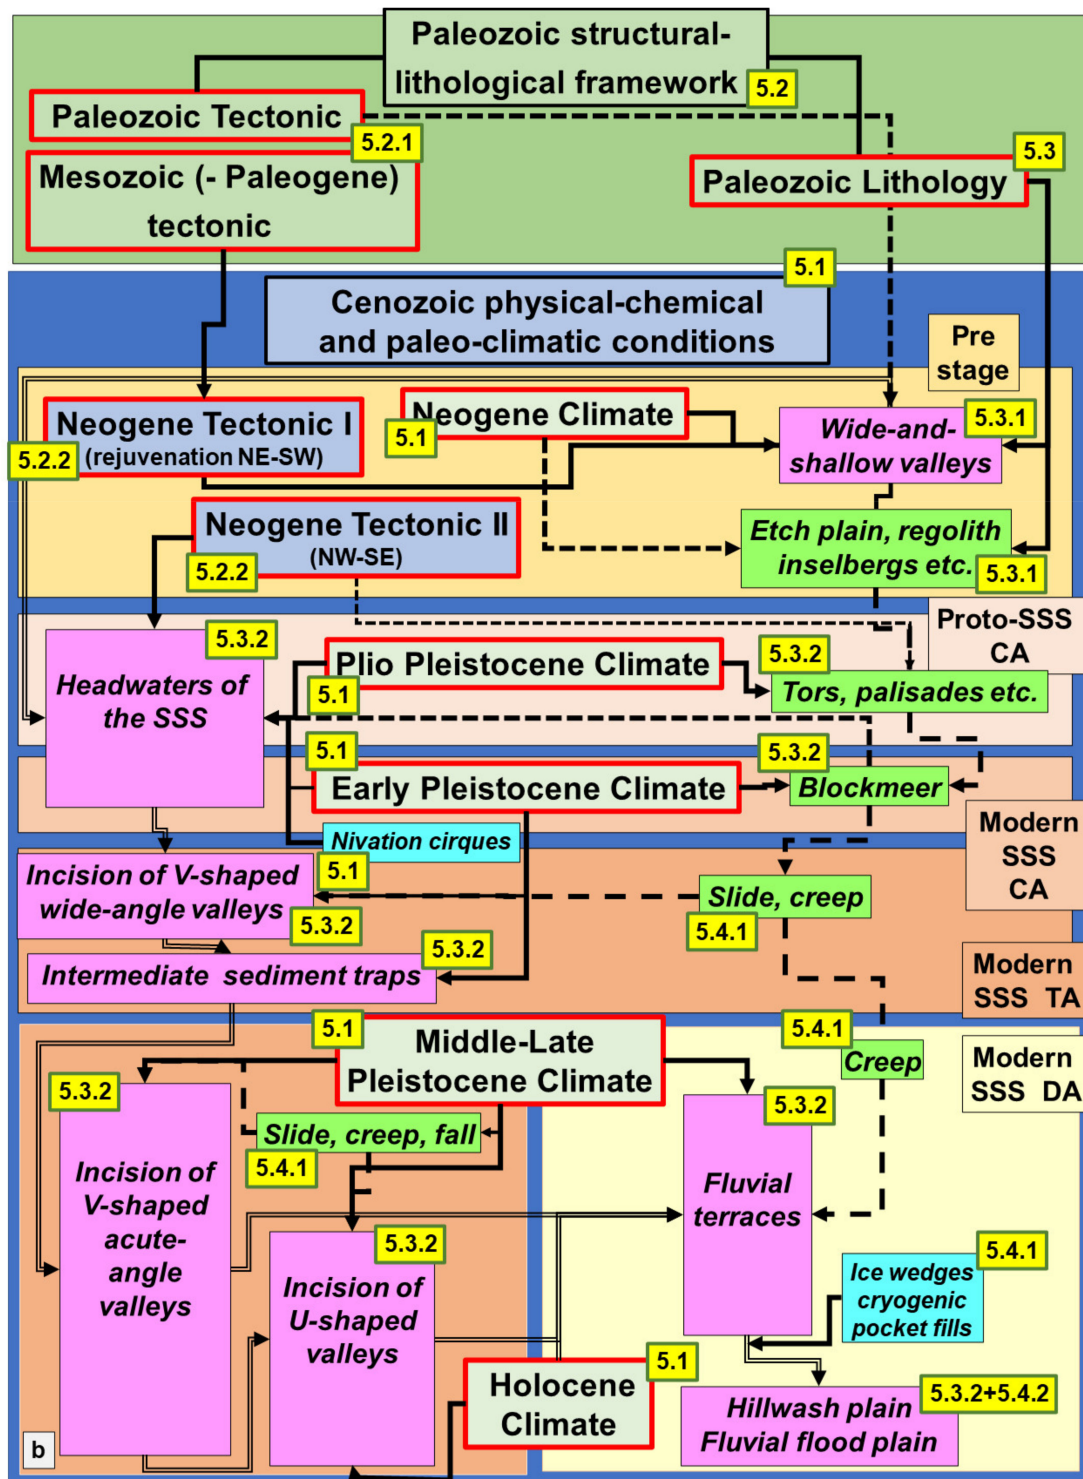 Paleozoic structural-
lithological framework
5.2
Paleozoic Tectonic
5.2.1
Mesozoic (- Paleogene)
tectonic
5.3
Paleozoic Lithology
5.1
Cenozoic physical-chemical
and paleo-climatic conditions
Pre
stage
Neogene Tectonic I
(rejuvenation NE-SW)
5.2.2
Neogene Climate
5.1
5.3.1
Wide-and-
shallow valleys
Neogene Tectonic II
(NW-SE)
5.2.2
Etch plain, regolith
inselbergs etc.
5.3.1
Proto-SSS
CA
5.3.2
Headwaters of
the SSS
Plio Pleistocene Climate
5.1
5.3.2
Tors, palisades etc.
5.1
Early Pleistocene Climate
5.3.2
Blockmeer
Nivation cirques
Modern
SSS
CA
5.1
Incision of V-shaped
wide-angle valleys
5.3.2
Slide, creep
5.4.1
5.3.2
Intermediate sediment traps
Modern
SSS TA
5.1
Middle-Late
Pleistocene Climate
5.4.1
Creep
Modern
SSS DA
5.3.2
Incision of
V-shaped
acute-
angle
valleys
Slide, creep, fall
5.4.1
5.3.2
Fluvial
terraces
5.3.2
Incision of
U-shaped
valleys
5.4.1
Ice wedges
cryogenic
pocket fills
5.1
Holocene
Climate
5.3.2+5.4.2
Hillwash plain
Fluvial flood plain
b